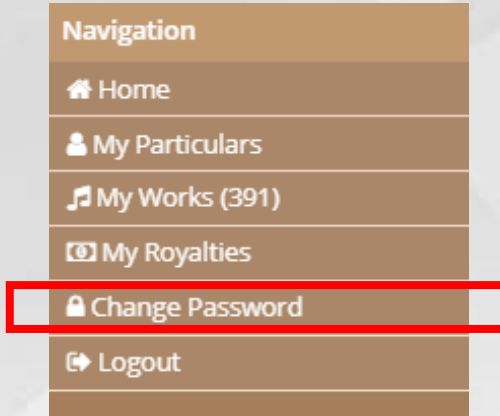 Navigation
Home
My Particulars
My Works (391)
My Royalties
Change Password
Logout